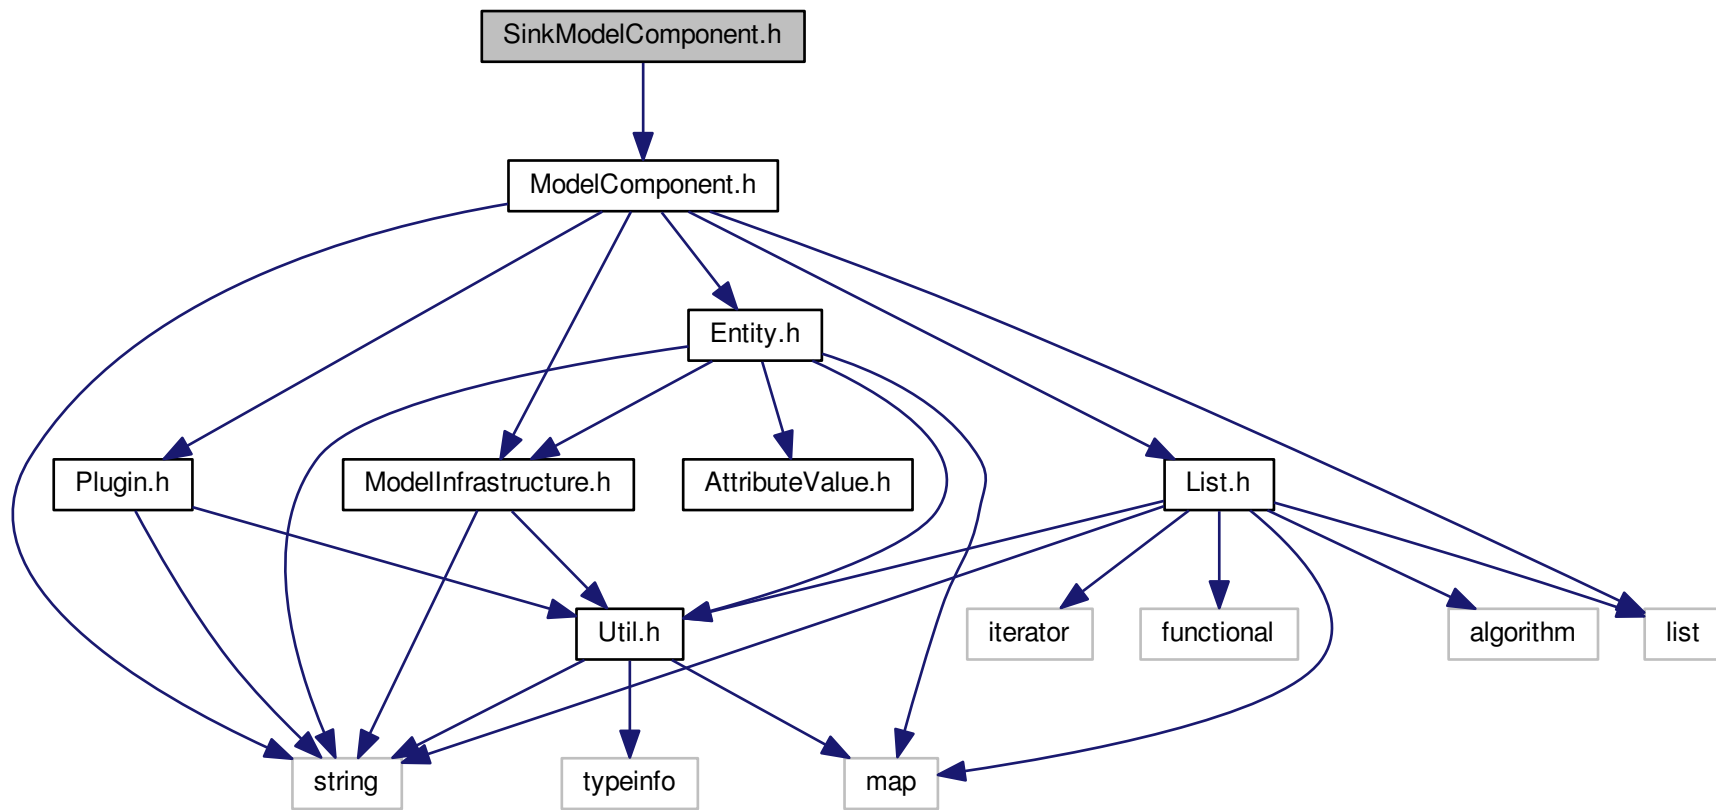 SinkModelComponent.h
ModelComponent.h
Entity.h
Plugin.h
ModelInfrastructure.h
AttributeValue.h
List.h
Util.h
iterator
functional
algorithm
list
string
typeinfo
map